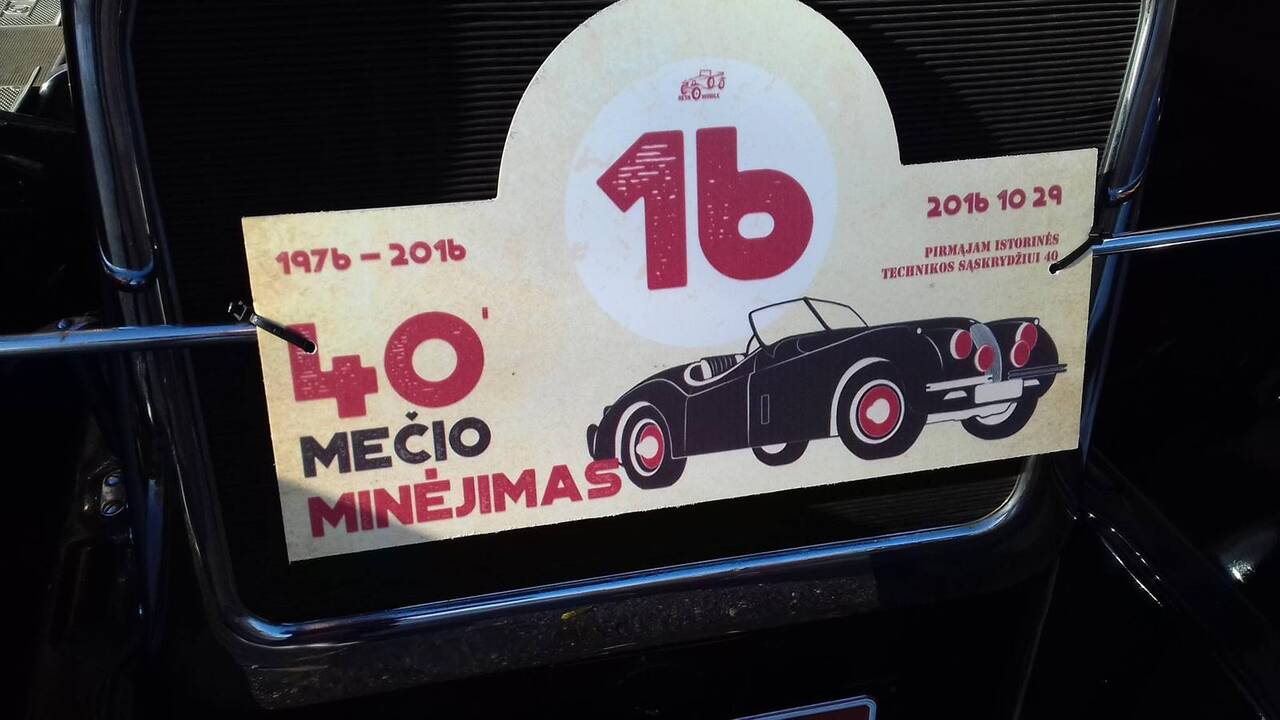 16
2016 10 29
PIRMAJAM ISTORINĖS
TECHNIKOS SĄSKRYDŽIUI 40
1976 – 2016
40'
MEČIO
MINĖJIMAS